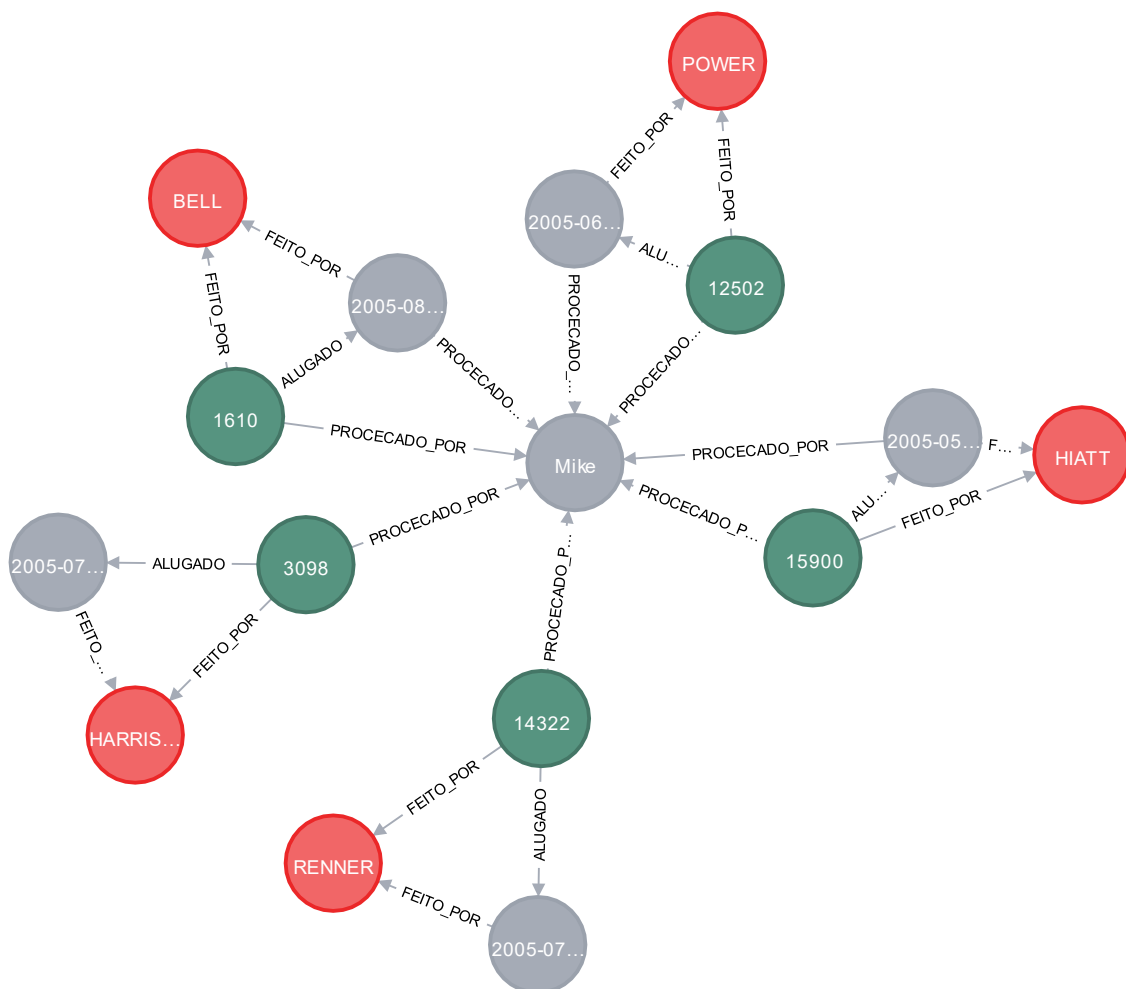 POWER
FEITO_POR
FEITO_POR
BELL
2005-06…
ALU…
12502
FEITO_POR
FEITO_POR
2005-08…
PROCECADO_…
PROCECADO…
ALUGADO
PROCECADO…
1610
PROCECADO_POR
Mike
PROCECADO_POR
2005-05…
F…
HIATT
PROCECADO_POR
PROCECADO_P…
ALU…
FEITO_POR
2005-07…
ALUGADO
3098
PROCECADO_P…
15900
FEITO_…
FEITO_POR
HARRIS…
14322
FEITO_POR
ALUGADO
RENNER
FEITO_POR
2005-07…